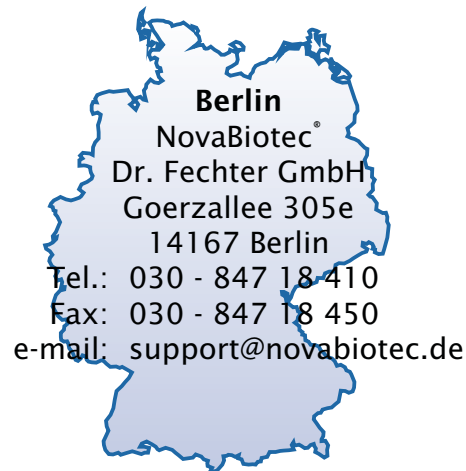 Berlin
NovaBiotec®
Dr. Fechter GmbH
Goerzallee 305e
14167 Berlin
Tel.: 030 - 847 18 410
Fax: 030 - 847 18 450
e-mail: support@novabiotec.de